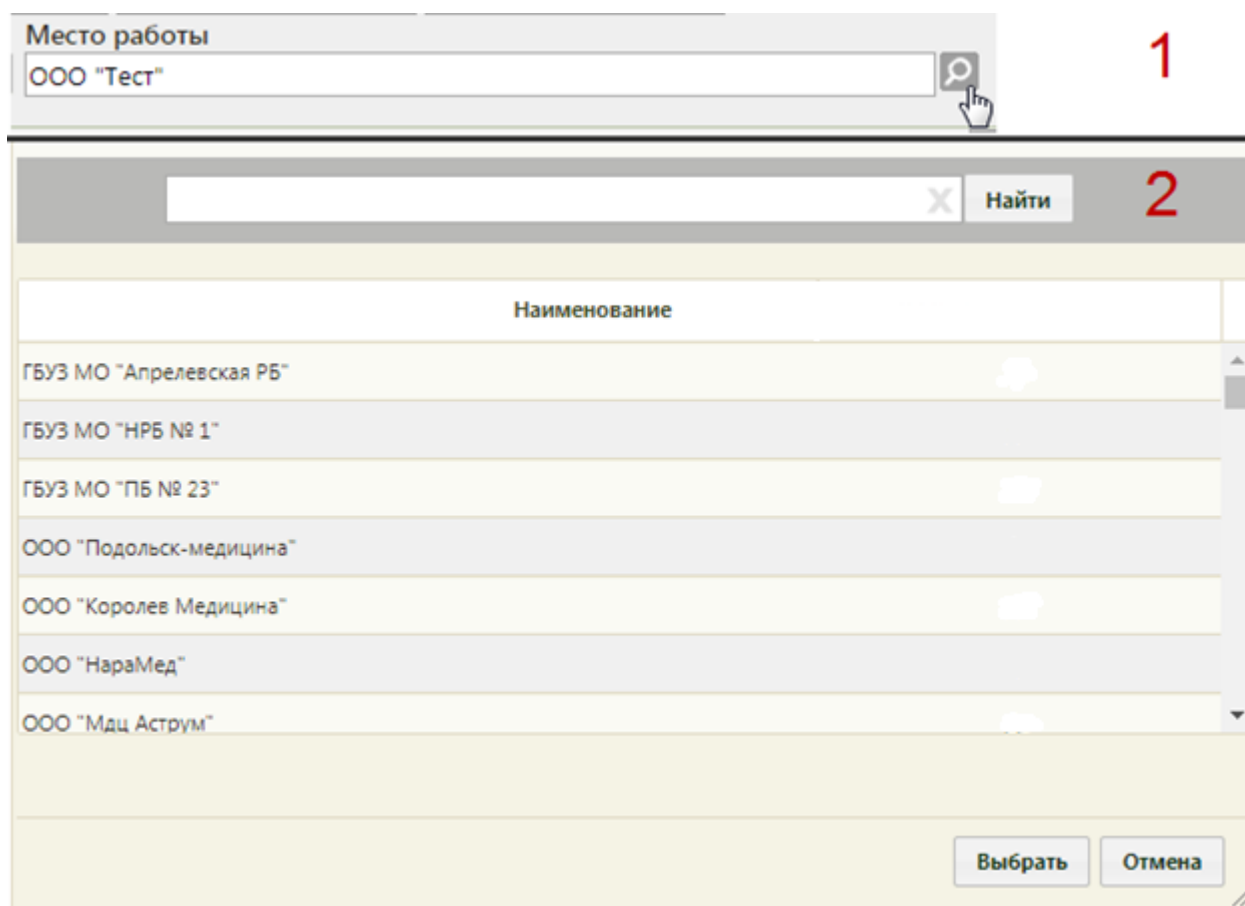 Место работы
ООО "Тест"
1
2
Найти
Наименование
ГБУЗ МО "Апрелевская РБ"
ГБУЗ МО "НРБ № 1"
ГБУЗ МО "ПБ № 23"
ООО "Подольск-медицина"
ООО "Королев Медицина"
ООО "НараМед"
ООО "Мдц Аструм"
Выбрать
Отмена